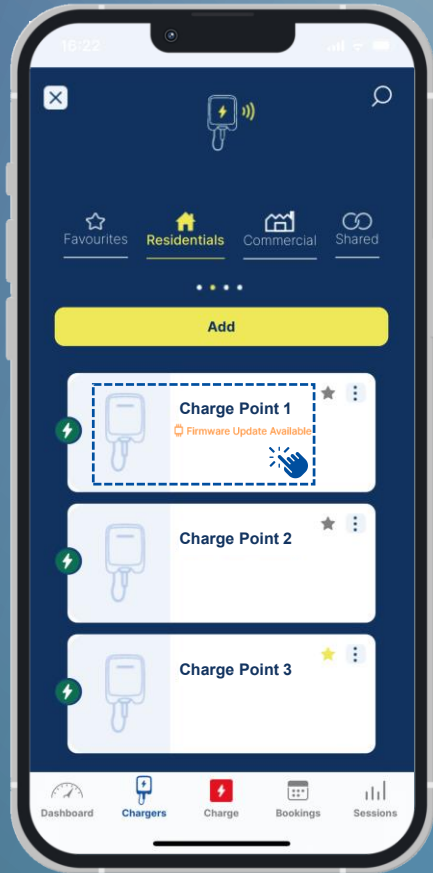 16:22
Favourites
Residentials
Commercial
Shared
Add
Charge Point 1
Firmware Update Available
Charge Point 2
Charge Point 3
Dashboard
Chargers
Charge
Bookings
Sessions